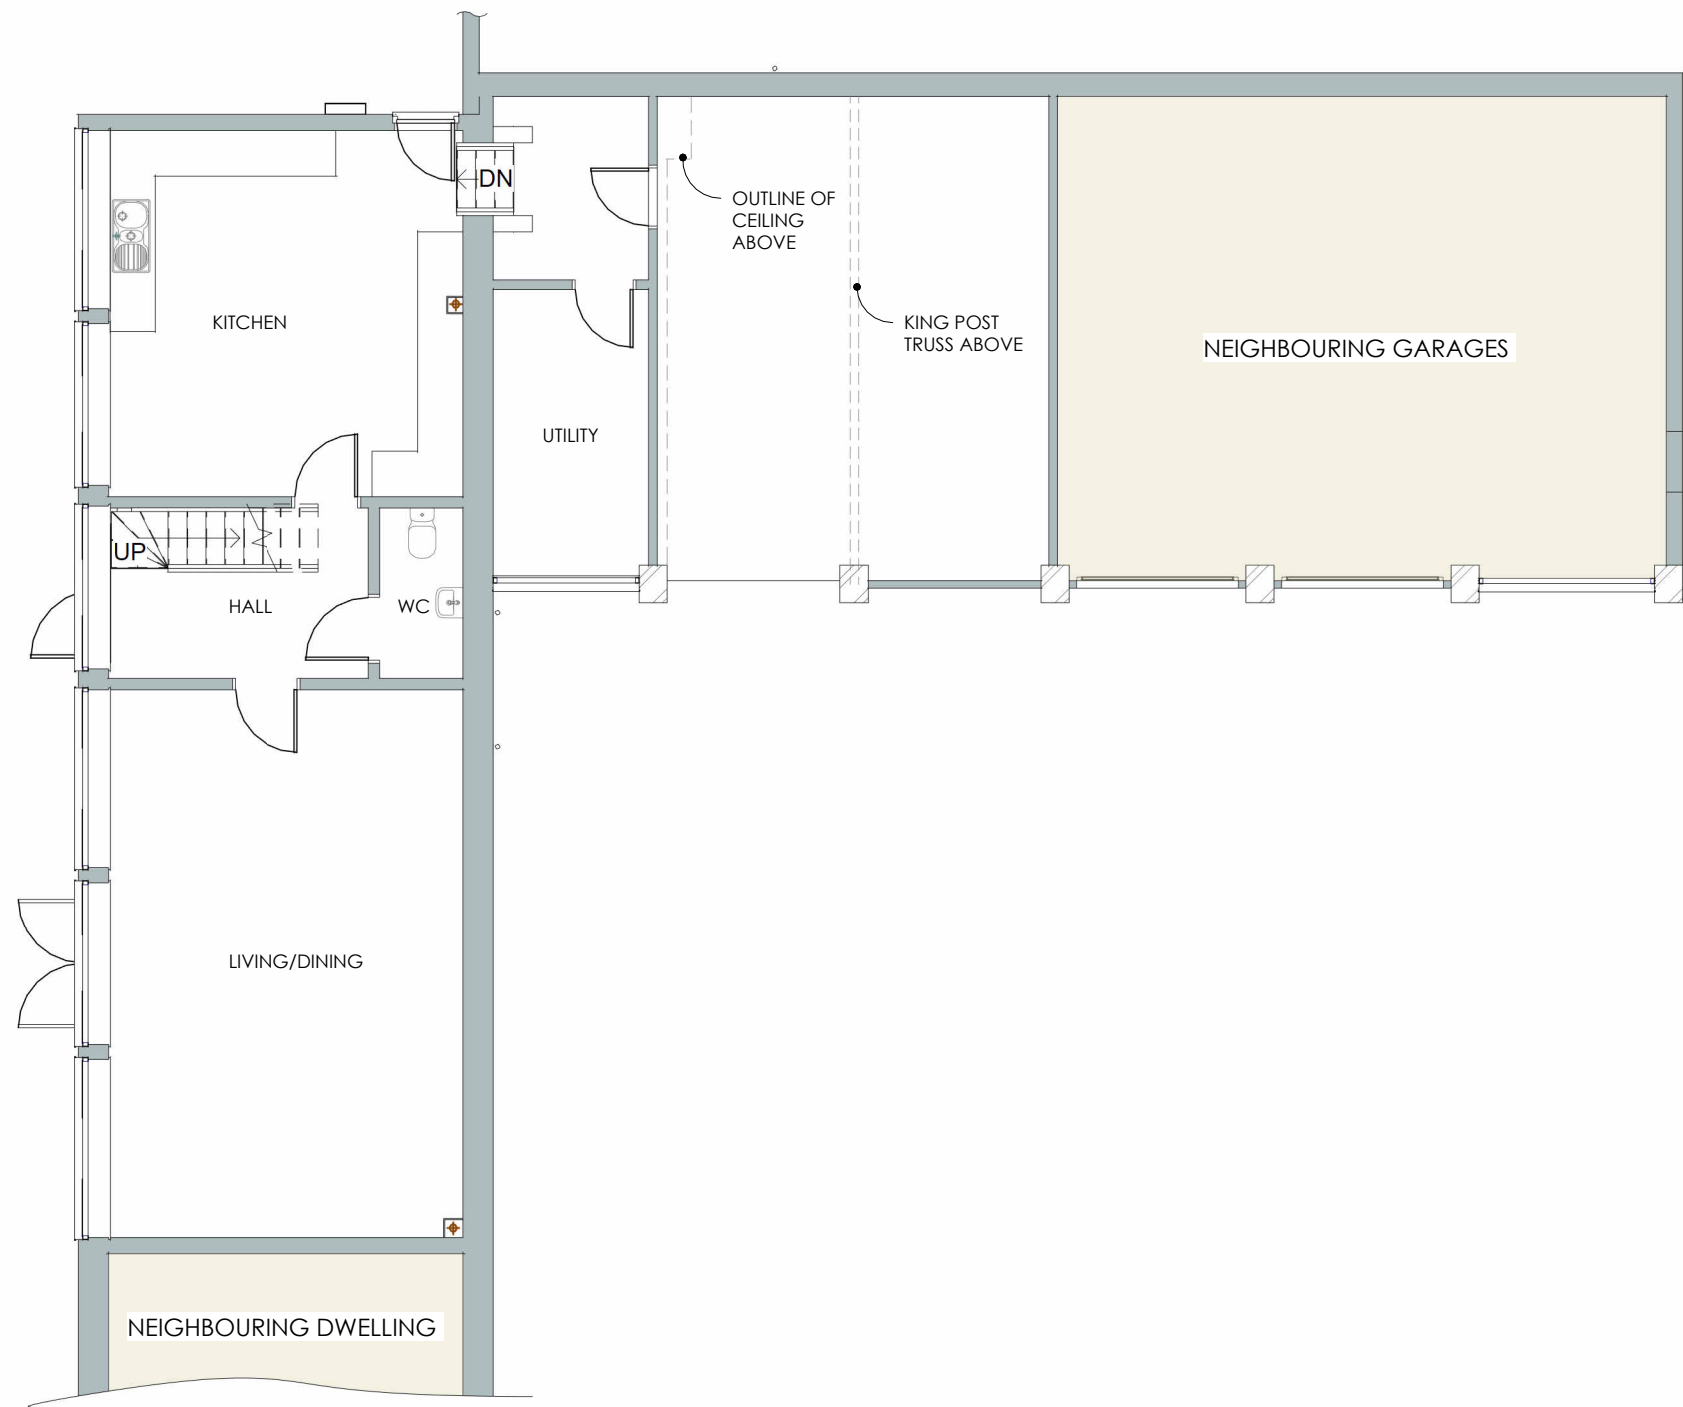 DN
OUTLINE OF
CEILING
ABOVE
KITCHEN
KING POST
TRUSS ABOVE
NEIGHBOURING GARAGES
UTILITY
UP
HALL
WC
LIVING/DINING
NEIGHBOURING DWELLING